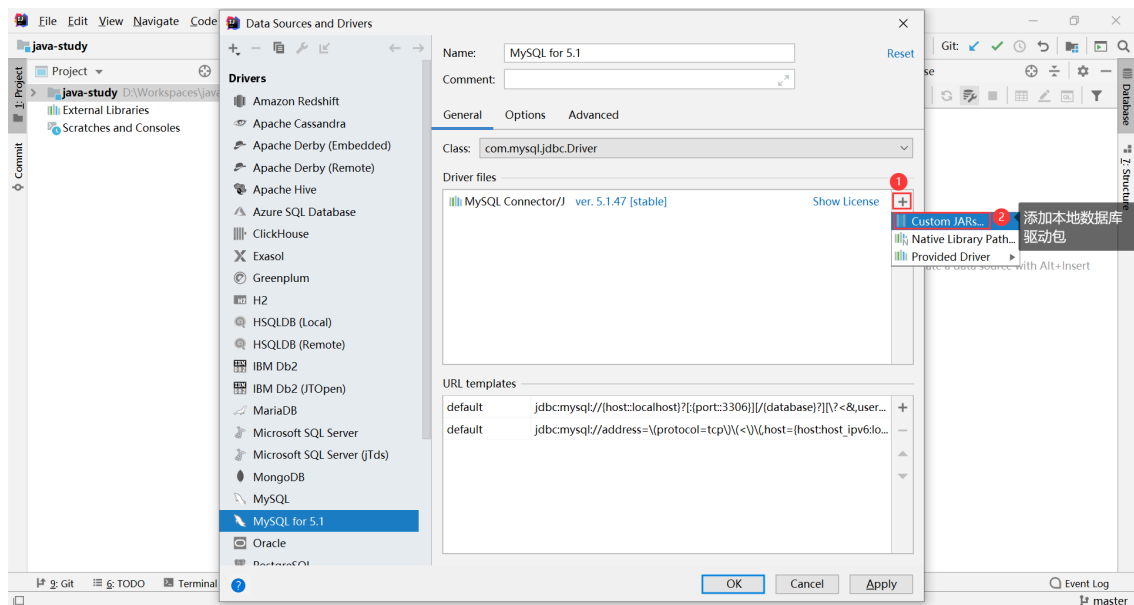 File Edit View Navigate Code
Data Sources and Drivers
java-study
Git:
Project
1: Project
java-study D:\Workspaces\java
External Libraries
Scratches and Consoles
Commit
Drivers
Amazon Redshift
Apache Cassandra
Apache Derby (Embedded)
Apache Derby (Remote)
Apache Hive
Azure SQL Database
ClickHouse
Exasol
Greenplum
H2
HSQLDB (Local)
HSQLDB (Remote)
IBM Db2
IBM Db2 (JTOpen)
MariaDB
Microsoft SQL Server
Microsoft SQL Server (jTds)
MongoDB
MySQL
MySQL for 5.1
Oracle
PostgreSQL
Name: MySQL for 5.1 Reset
Comment:
General Options Advanced
Class: com.mysql.jdbc.Driver
Driver files
1
MySQL Connector/J ver. 5.1.47 [stable] Show License
Custom JARs... 2
Native Library Path...
Provided Driver
添加本地数据库
驱动包
URL templates
default jdbc:mysql://{host::localhost}?[:{port::3306}][/{database}?][\?<&,user...
default jdbc:mysql://address=\(protocol=tcp\)\(<\)\(,host={host:host_ipv6:lo...
OK Cancel Apply
se
Database
7: Structure
ate a data source with Alt+Insert
9: Git 6: TODO Terminal
Event Log
master